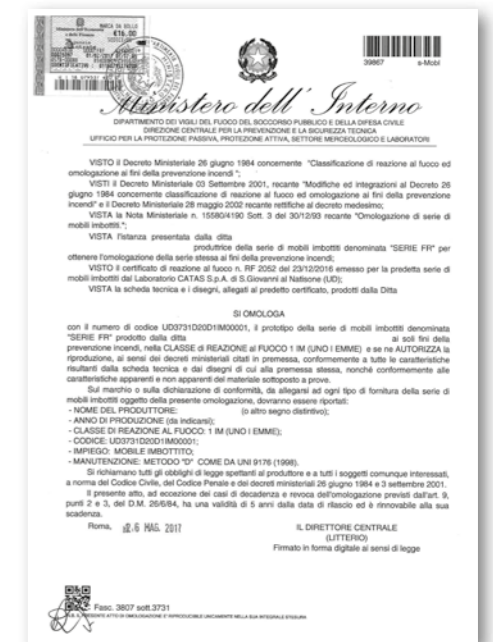 MARCA DA BOLLO
€16,00
39867 e-Mobl
Ministero dell' Interno
DIPARTIMENTO DEI VIGILI DEL FUOCO DEL SOCCORSO PUBBLICO E DELLA DIFESA CIVILE
DIREZIONE CENTRALE PER LA PREVENZIONE E LA SICUREZZA TECNICA
UFFICIO PER LA PROTEZIONE PASSIVA, PROTEZIONE ATTIVA, SETTORE MERCEOLOGICO E LABORATORI
VISTO il Decreto Ministeriale 26 giugno 1984 concernente "Classificazione di reazione al fuoco ed
omologazione ai fini della prevenzione incendi ";
VISTI il Decreto Ministeriale 03 Settembre 2001, recante "Modifiche ed integrazioni al Decreto 26
giugno 1984 concernente classificazione di reazione al fuoco ed omologazione ai fini della prevenzione
incendi" e il Decreto Ministeriale 28 maggio 2002 recante rettifiche al decreto medesimo;
VISTA la Nota Ministeriale n. 15580/4190 Sott. 3 del 30/12/93 recante "Omologazione di serie di
mobili imbottiti.";
VISTA l'istanza presentata dalla ditta
produttrice della serie di mobili imbottiti denominata "SERIE FR" per
ottenere l'omologazione della serie stessa ai fini della prevenzione incendi;
VISTO il certificato di reazione al fuoco n. RF 2052 del 23/12/2016 emesso per la predetta serie di
mobili imbottiti dal Laboratorio CATAS S.p.A. di S.Giovanni al Natisone (UD);
VISTA la scheda tecnica e i disegni, allegati al predetto certificato, prodotti dalla Ditta
SI OMOLOGA
con il numero di codice UD3731D20D1IM00001, il prototipo della serie di mobili imbottiti denominata
"SERIE FR" prodotto dalla ditta ai soli fini della
prevenzione incendi, nella CLASSE di REAZIONE al FUOCO 1 IM (UNO I EMME) e se ne AUTORIZZA la
riproduzione, ai sensi dei decreti ministeriali citati in premessa, conformemente a tutte le caratteristiche
risultanti dalla scheda tecnica e dai disegni di cui alla premessa stessa, nonché conformemente alle
caratteristiche apparenti e non apparenti del materiale sottoposto a prove.
Sul marchio o sulla dichiarazione di conformità, da allegarsi ad ogni tipo di fornitura della serie di
mobili imbottiti oggetto della presente omologazione, dovranno essere riportati:
- NOME DEL PRODUTTORE: (o altro segno distintivo);
- ANNO DI PRODUZIONE (da indicarsi);
- CLASSE DI REAZIONE AL FUOCO: 1 IM (UNO I EMME);
- CODICE: UD3731D20D1IM00001;
- IMPIEGO: MOBILE IMBOTTITO;
- MANUTENZIONE: METODO "D" COME DA UNI 9176 (1998).
Si richiamano tutti gli obblighi di legge spettanti al produttore e a tutti i soggetti comunque interessati,
a norma del Codice Civile, del Codice Penale e dei decreti ministeriali 26 giugno 1984 e 3 settembre 2001.
Il presente atto, ad eccezione dei casi di decadenza e revoca dell'omologazione previsti dall'art. 9,
punti 2 e 3, del D.M. 26/6/84, ha una validità di 5 anni dalla data di rilascio ed è rinnovabile alla sua
scadenza.
Roma, 26 MAG. 2017
IL DIRETTORE CENTRALE
(LITTERIO)
Firmato in forma digitale ai sensi di legge
Fasc. 3807 sott.3731
PRESENTE ATTO DI OMOLOGAZIONE E' RIPRODUCIBILE UNICAMENTE NELLA SUA INTEGRALE STESURA